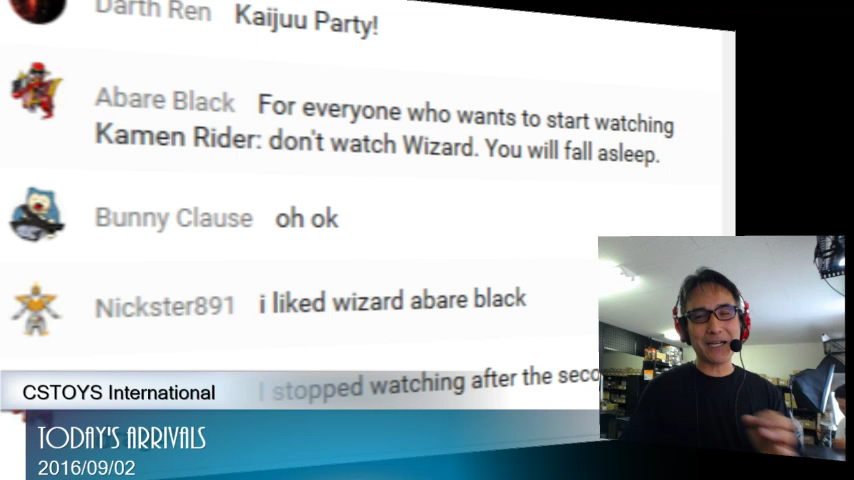 Darth Ren Kaijuu Party!
Abare Black For everyone who wants to start watching
Kamen Rider: don't watch Wizard. You will fall asleep.
Bunny Clause oh ok
Nickster891 i liked wizard abare black
I stopped watching after the seco
CSTOYS International
TODAY'S ARRIVALS
2016/09/02